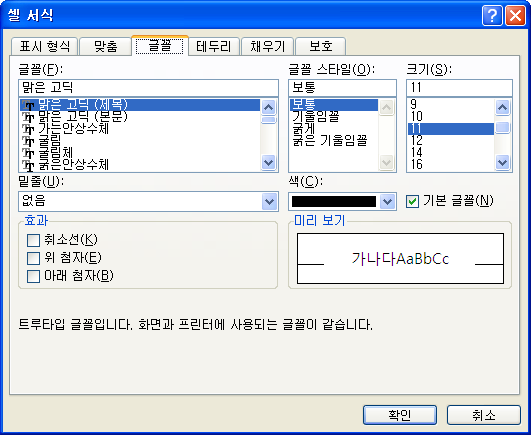 셀 서식
표시 형식 맞춤 글꼴 테두리 채우기 보호
글꼴(F): 글꼴 스타일(O): 크기(S):
맑은 고딕 보통 11
맑은 고딕 (제목) 보통 9
맑은 고딕 (본문) 기울임꼴 10
가는안상수체 굵게 11
굴림 굵은 기울임꼴 12
굴림체 14
굵은안상수체 16
밑줄(U): 색(C):
없음 기본 글꼴(N)
효과 미리 보기
취소선(K)
위 첨자(E) 가나다AaBbCc
아래 첨자(B)
트루타입 글꼴입니다. 화면과 프린터에 사용되는 글꼴이 같습니다.
확인 취소